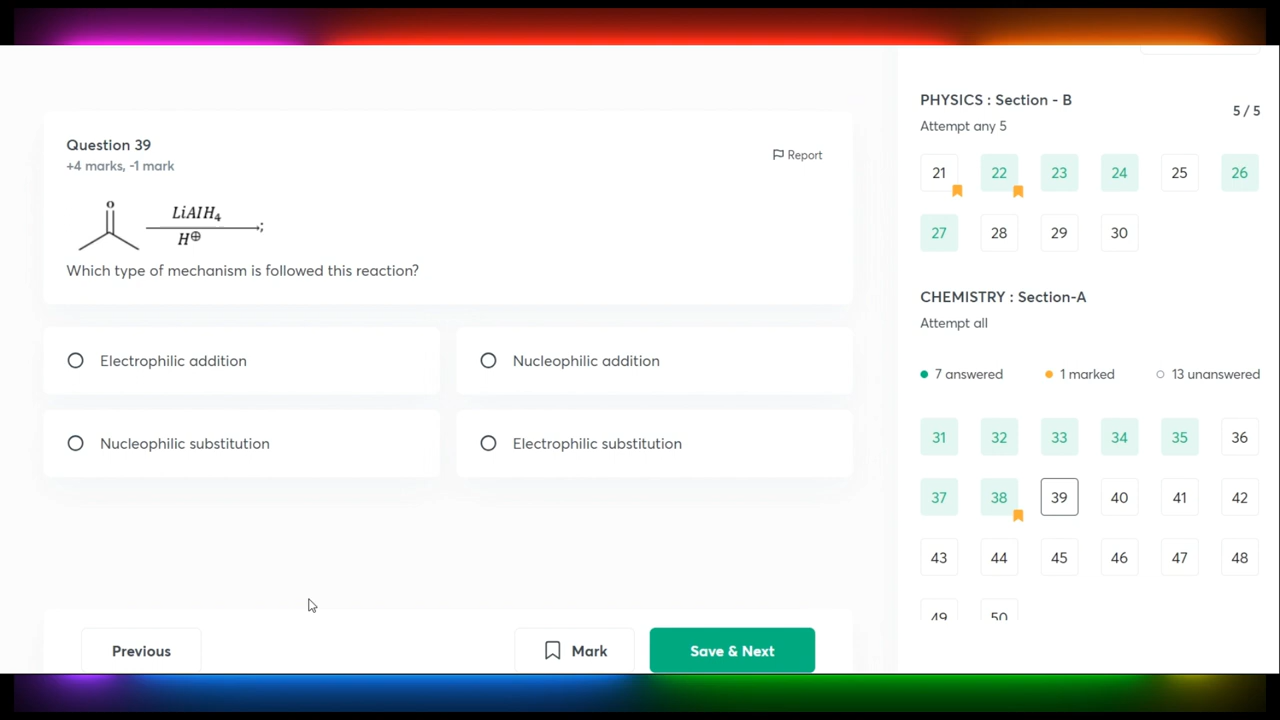 Question 39
+4 marks, -1 mark
Report
O
LiAlH4
H⊕
;
Which type of mechanism is followed this reaction?
Electrophilic addition
Nucleophilic addition
Nucleophilic substitution
Electrophilic substitution
Previous
Mark
Save & Next
PHYSICS : Section - B
5 / 5
Attempt any 5
21 22 23 24 25 26
27 28 29 30
CHEMISTRY : Section-A
Attempt all
7 answered 1 marked 13 unanswered
31 32 33 34 35 36
37 38 39 40 41 42
43 44 45 46 47 48
49 50